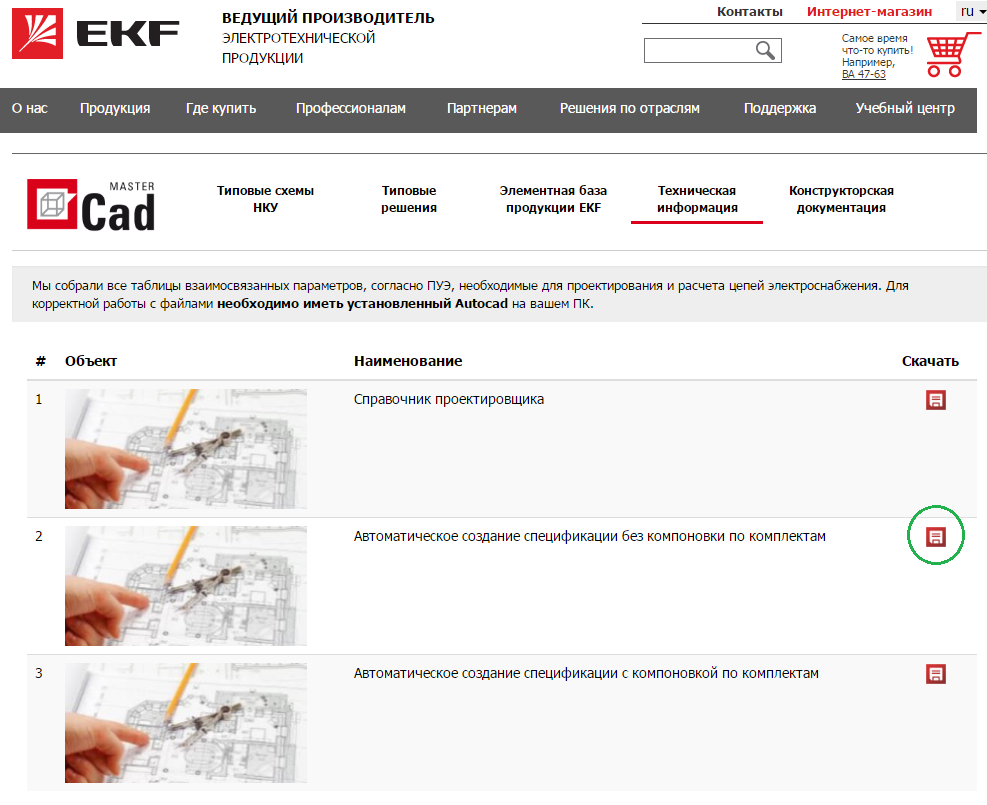 EKF
ВЕДУЩИЙ ПРОИЗВОДИТЕЛЬ
ЭЛЕКТРОТЕХНИЧЕСКОЙ
ПРОДУКЦИИ
Контакты Интернет-магазин ru
Самое время
что-то купить!
Например,
ВА 47-63
О нас Продукция Где купить Профессионалам Партнерам Решения по отраслям Поддержка Учебный центр
MASTER
Cad
Типовые схемы
НКУ
Типовые
решения
Элементная база
продукции EKF
Техническая
информация
Конструкторская
документация
Мы собрали все таблицы взаимосвязанных параметров, согласно ПУЭ, необходимые для проектирования и расчета цепей электроснабжения. Для
корректной работы с файлами необходимо иметь установленный Autocad на вашем ПК.
# Объект Наименование Скачать
1 Справочник проектировщика
2 Автоматическое создание спецификации без компоновки по комплектам
3 Автоматическое создание спецификации с компоновкой по комплектам